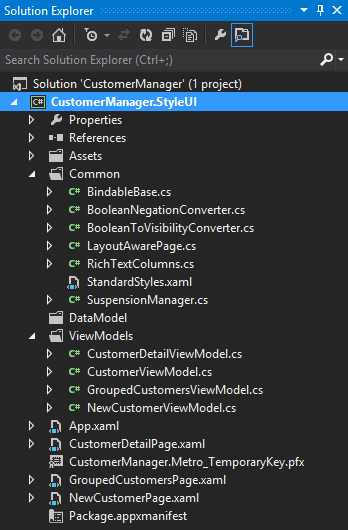 Solution Explorer
Search Solution Explorer (Ctrl+;)
Solution 'CustomerManager' (1 project)
C# CustomerManager.StyleUI
Properties
References
Assets
Common
C# BindableBase.cs
C# BooleanNegationConverter.cs
C# BooleanToVisibilityConverter.cs
C# LayoutAwarePage.cs
C# RichTextColumns.cs
StandardStyles.xaml
C# SuspensionManager.cs
DataModel
ViewModels
C# CustomerDetailViewModel.cs
C# CustomerViewModel.cs
C# GroupedCustomersViewModel.cs
C# NewCustomerViewModel.cs
App.xaml
CustomerDetailPage.xaml
CustomerManager.Metro_TemporaryKey.pfx
GroupedCustomersPage.xaml
NewCustomerPage.xaml
Package.appxmanifest